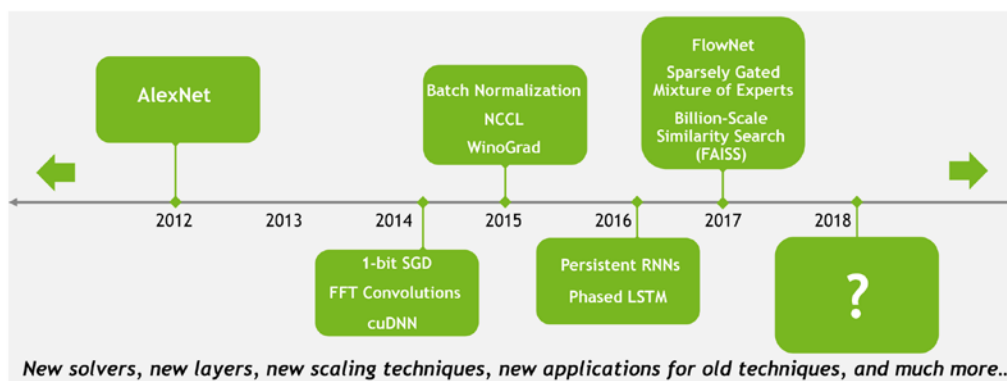 AlexNet
Batch Normalization
NCCL
WinoGrad
FlowNet
Sparsely Gated
Mixture of Experts
Billion-Scale
Similarity Search
(FAISS)
2012 2013 2014 2015 2016 2017 2018
1-bit SGD
FFT Convolutions
cuDNN
Persistent RNNs
Phased LSTM
?
New solvers, new layers, new scaling techniques, new applications for old techniques, and much more..